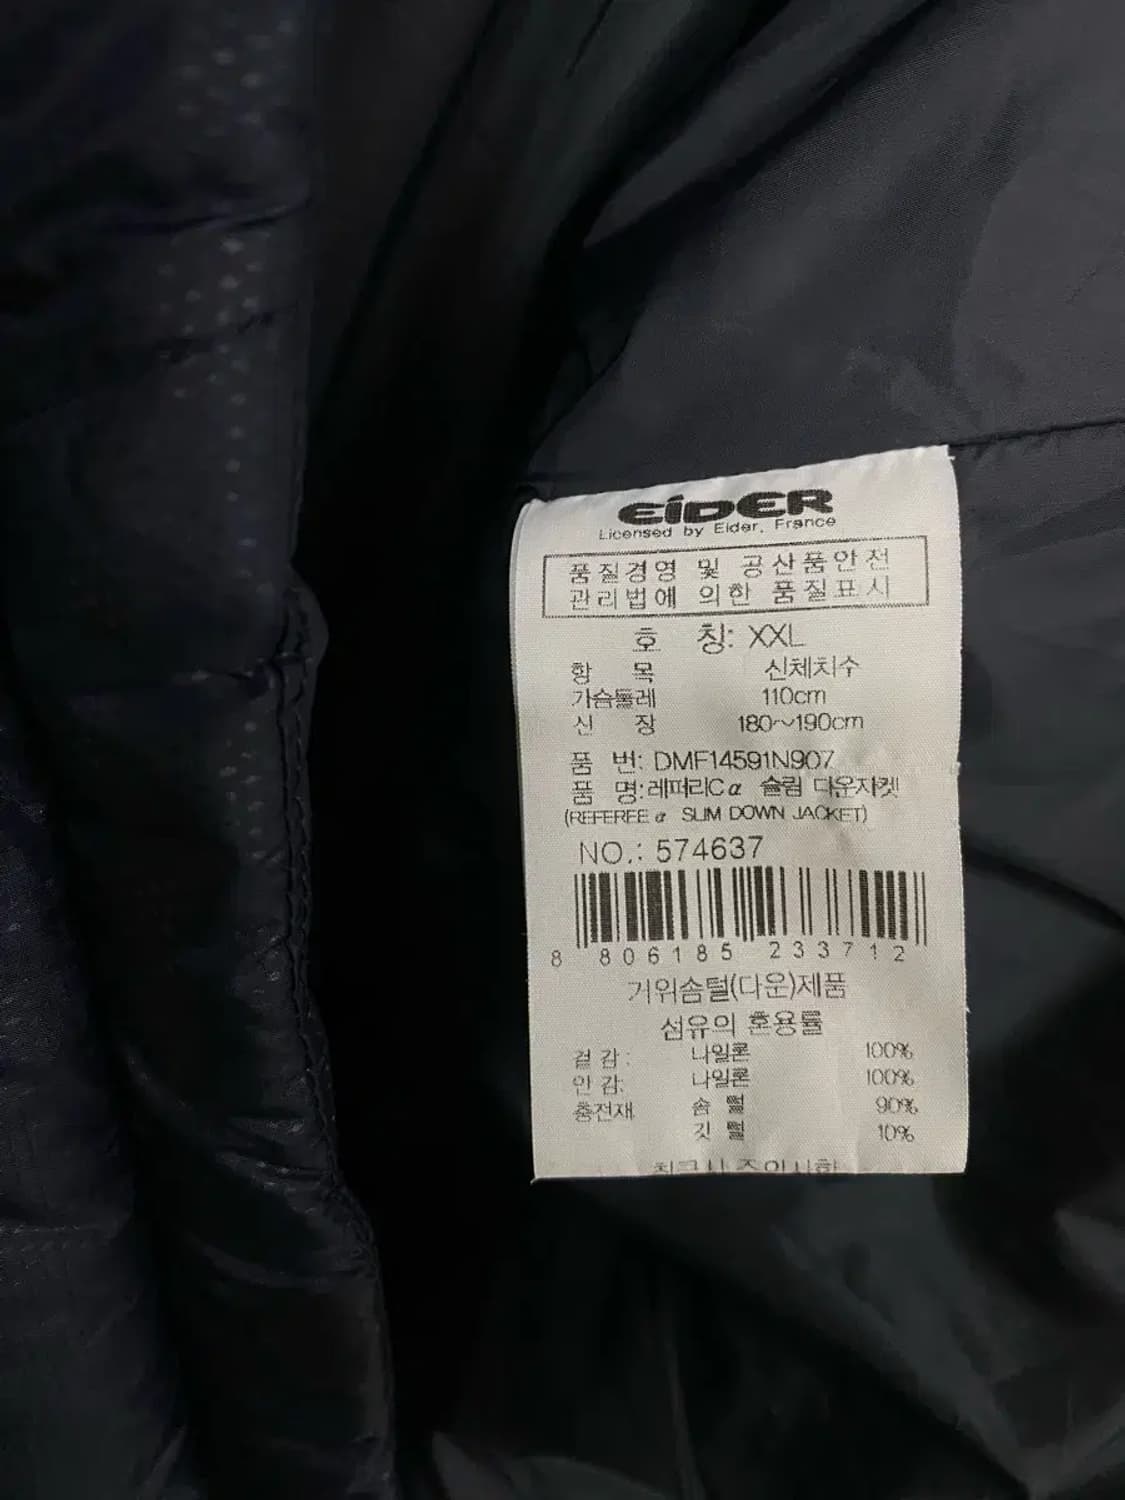 EiDER
Licensed by Eider, France
품질경영 및 공산품안전
관리법에 의한 품질표시
호 칭: XXL
항 목 신체치수
가슴둘레 110cm
신 장 180~190cm
품 번: DMF14591N907
품 명: 레퍼리Cα 슬림 다운자켓
(REFEREE α SLIM DOWN JACKET)
NO.: 574637
8 806185 233712
거위솜털(다운)제품
섬유의 혼용률
겉감: 나일론 100%
안감: 나일론 100%
충전재 솜털 90%
깃털 10%